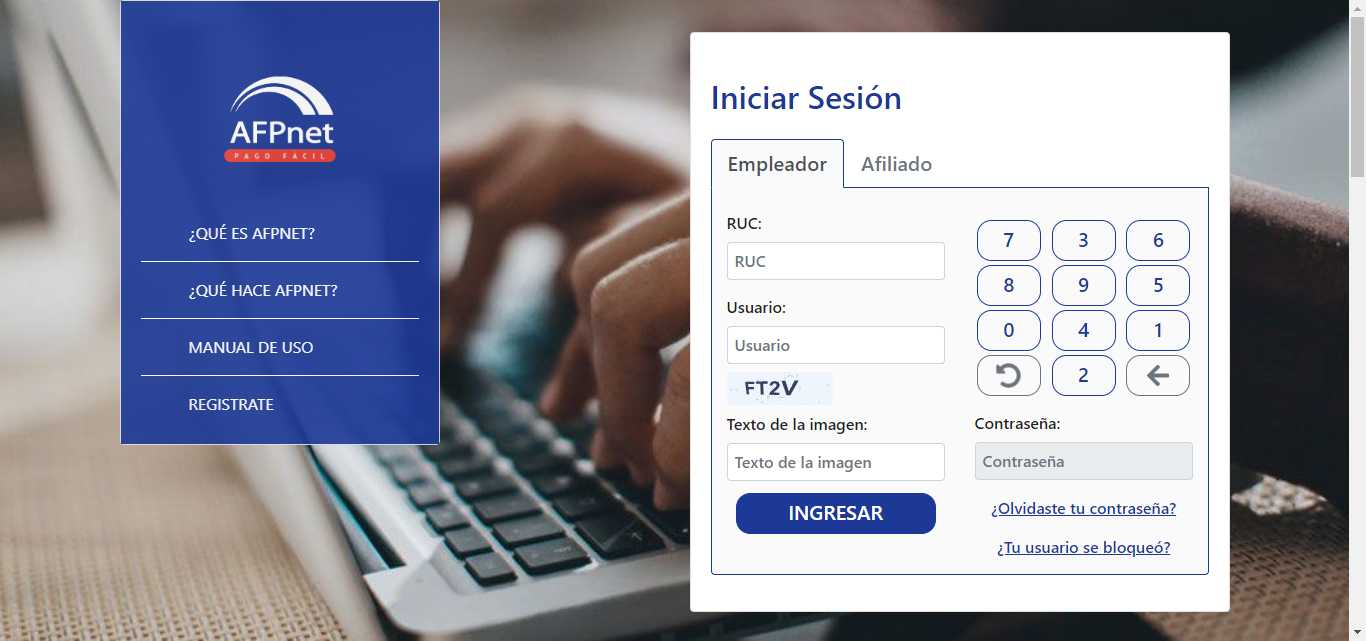 AFPnet
PAGO FÁCIL
¿QUÉ ES AFPNET?
¿QUÉ HACE AFPNET?
MANUAL DE USO
REGISTRATE
Iniciar Sesión
Empleador Afiliado
RUC:
RUC
Usuario:
Usuario
FT2V
Texto de la imagen:
Texto de la imagen
INGRESAR
7 3 6
8 9 5
0 4 1
2
Contraseña:
Contraseña
¿Olvidaste tu contraseña?
¿Tu usuario se bloqueó?